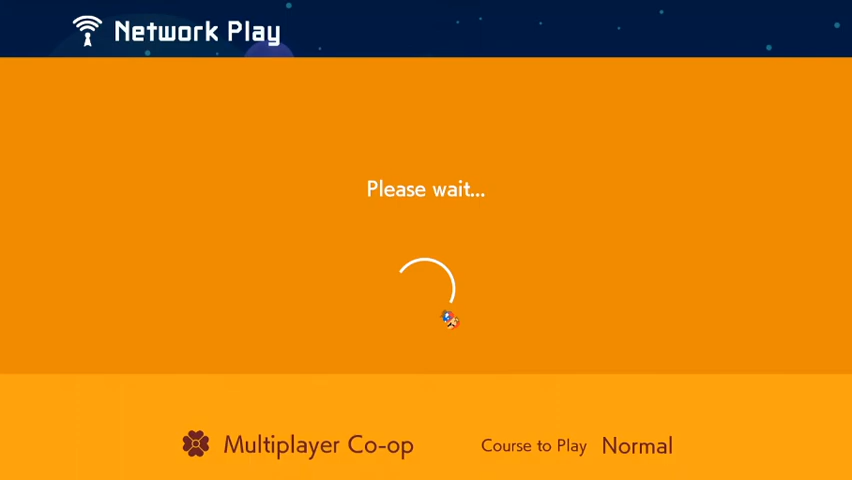 Network Play
Please wait...
Multiplayer Co-op
Course to Play Normal